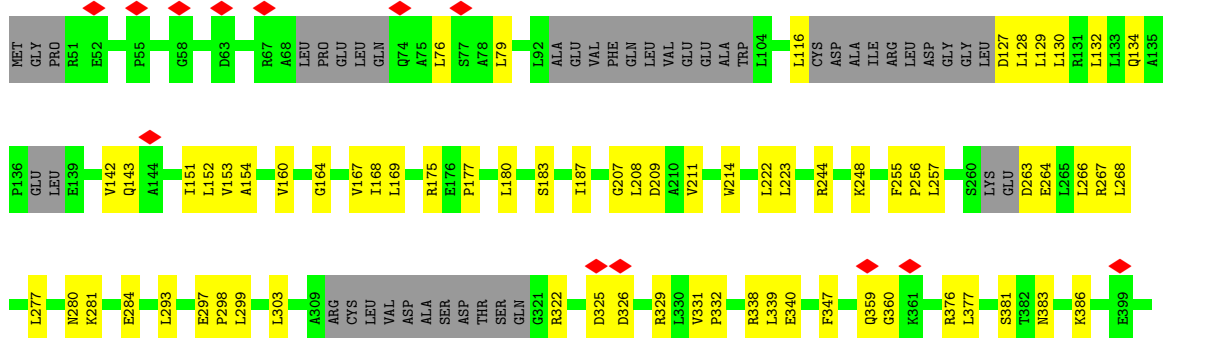 MET GLY PRO R51 E52 P55 G58 D63 R67 A68 LEU PRO GLU LEU GLN Q74 A75 L76 S77 A78 L79 L92 ALA GLU VAL PHE GLN LEU VAL GLU GLU ALA TRP L104 L116 CYS ASP ALA ILE ARG LEU ASP GLY GLY LEU D127 L128 L129 L130 R131 L132 L133 Q134 A135
P136 GLU LEU E139 V142 Q143 A144 I151 L152 V153 A154 V160 G164 V167 I168 L169 R175 E176 P177 L180 S183 I187 G207 L208 D209 A210 V211 W214 L222 L223 R244 K248 F255 P256 L257 S260 LYS GLU D263 E264 L265 L266 R267 L268
L277 N280 K281 E284 L293 E297 P298 L299 L303 A309 ARG CYS LEU VAL ASP ALA SER ASP THR SER GLN G321 R322 D325 D326 R329 L330 V331 P332 R338 L339 E340 F347 Q359 G360 K361 R376 L377 S381 T382 N383 K386 E399